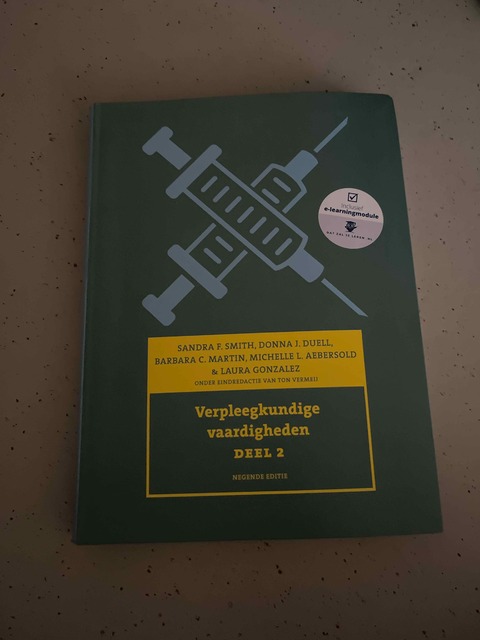 inclusief
e-learningmodule
SANDRA F. SMITH, DONNA J. DUELL,
BARBARA C. MARTIN, MICHELLE L. AEBERSOLD
& LAURA GONZALEZ
ONDER EINDREDACTIE VAN TON VERMEIJ
Verpleegkundige
vaardigheden
DEEL 2
NEGENDE EDITIE